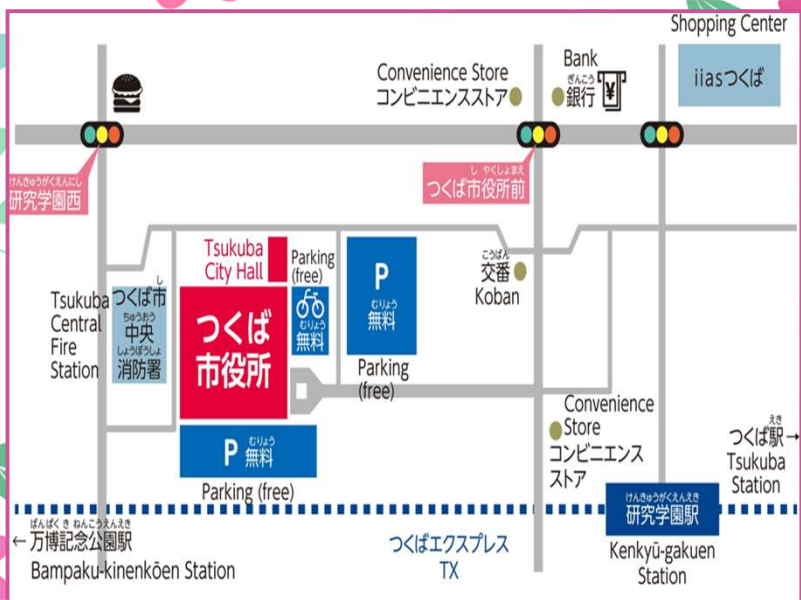 Shopping Center
iiasつくば
Bank
ぎんこう
銀行
¥
Convenience Store
コンビニエンスストア
けんきゅうがくえんにし
研究学園西
しやくしょまえ
つくば市役所前
Tsukuba
City Hall
Parking
(free)
P
むりょう
無料
むりょう
無料
Parking
(free)
こうばん
交番
Koban
Tsukuba
Central
Fire
Station
し
つくば市
ちゅうおう
中央
しょうぼうしょ
消防署
つくば
市役所
P
むりょう
無料
Parking (free)
Convenience
Store
コンビニエンス
ストア
えき
つくば駅→
Tsukuba
Station
けんきゅうがくえんえき
研究学園駅
Kenkyū-gakuen
Station
ばんぱくきねんこうえんえき
←万博記念公園駅
Bampaku-kinenkōen Station
つくばエクスプレス
TX